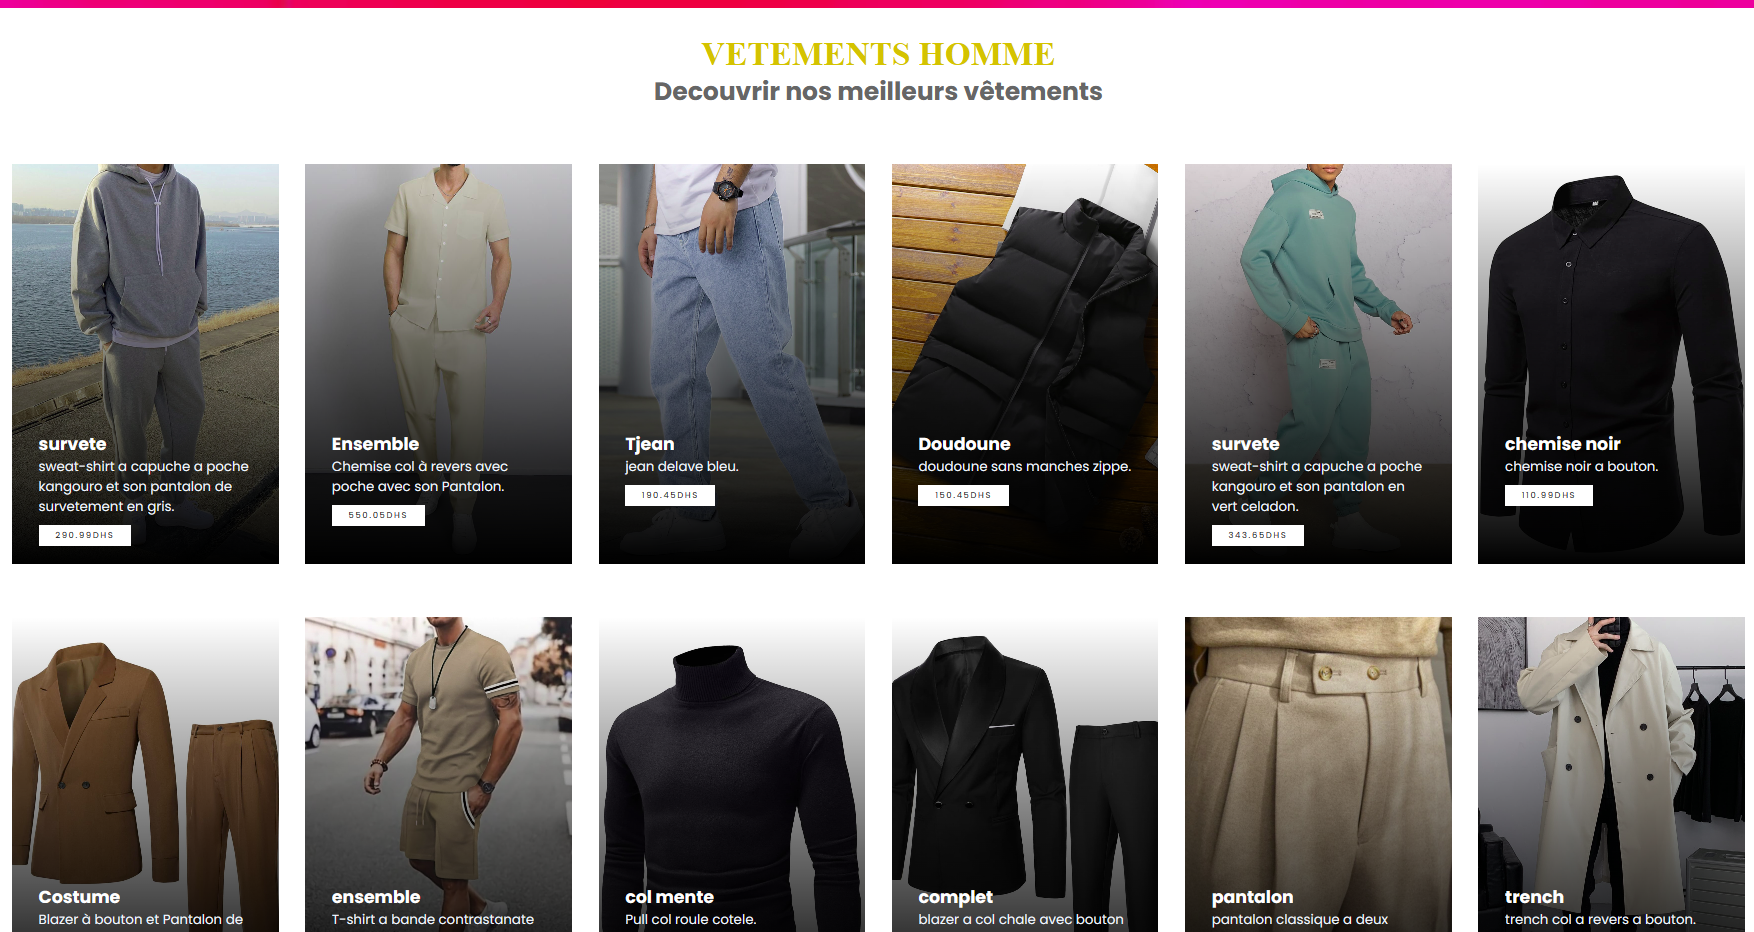 VETEMENTS HOMME
Decouvrir nos meilleurs vêtements
survete
sweat-shirt a capuche a poche
kangouro et son pantalon de
survetement en gris.
290.99DHS
Ensemble
Chemise col à revers avec
poche avec son Pantalon.
550.05DHS
Tjean
jean delave bleu.
190.45DHS
Doudoune
doudoune sans manches zippe.
150.45DHS
survete
sweat-shirt a capuche a poche
kangouro et son pantalon en
vert celadon.
343.65DHS
chemise noir
chemise noir a bouton.
110.99DHS
Costume
Blazer à bouton et Pantalon de
ensemble
T-shirt a bande contrastanate
col mente
Pull col roule cotele.
complet
blazer a col chale avec bouton
pantalon
pantalon classique a deux
trench
trench col a revers a bouton.